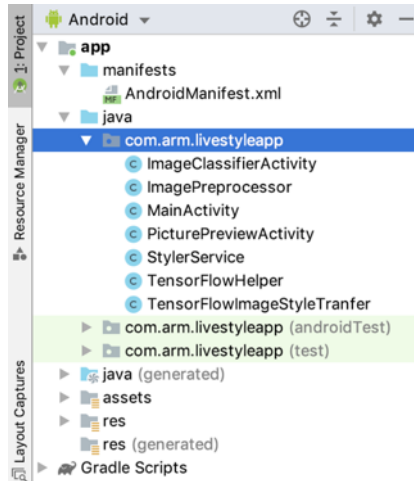 Android
1: Project
Resource Manager
Layout Captures
app
manifests
MF
AndroidManifest.xml
java
com.arm.livestyleapp
C ImageClassifierActivity
C ImagePreprocessor
C MainActivity
C PicturePreviewActivity
C StylerService
C TensorFlowHelper
C TensorFlowImageStyleTranfer
com.arm.livestyleapp (androidTest)
com.arm.livestyleapp (test)
java (generated)
assets
res
res (generated)
Gradle Scripts